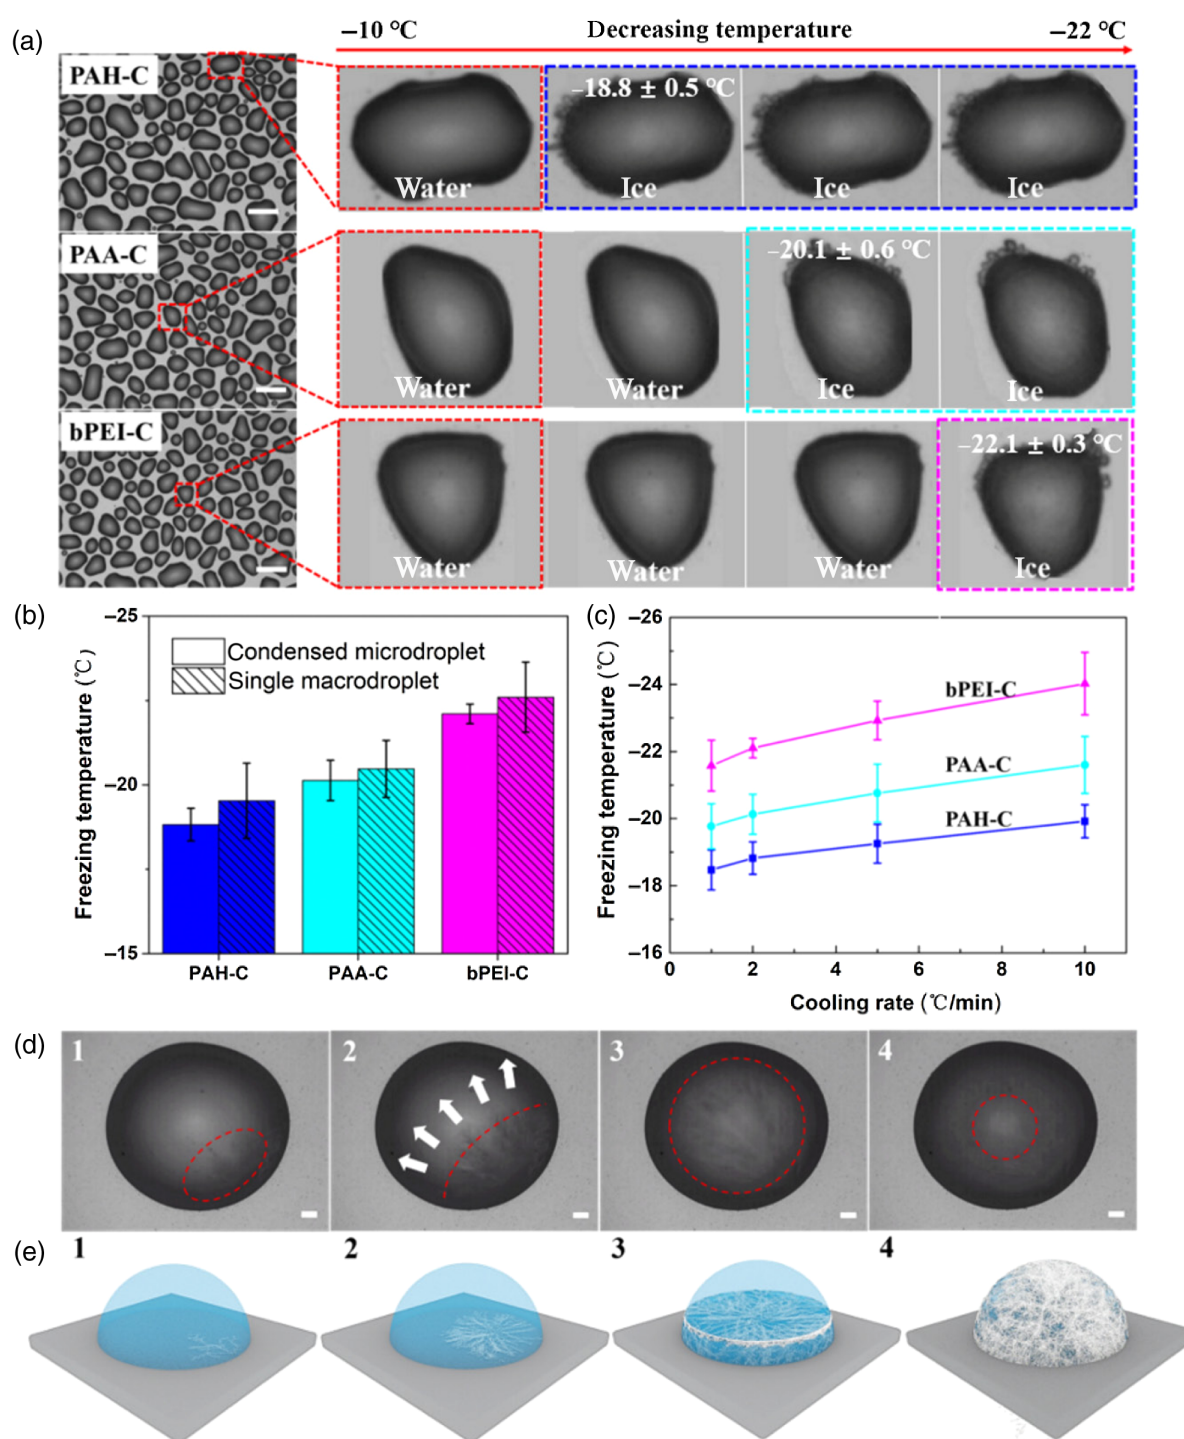 (a)
–10 °C Decreasing temperature –22 °C
PAH-C
–18.8 ± 0.5 °C
Water Ice Ice Ice
PAA-C
–20.1 ± 0.6 °C
Water Water Ice Ice
bPEI-C
–22.1 ± 0.3 °C
Water Water Water Ice
(b)
Freezing temperature (℃)
–25
–20
–15
Condensed microdroplet
Single macrodroplet
PAH-C PAA-C bPEI-C
(c)
Freezing temperature (℃)
–26
–24
–22
–20
–18
–16
bPEI-C
PAA-C
PAH-C
0 2 4 6 8 10
Cooling rate (℃/min)
(d)
1 2 3 4
(e)
1 2 3 4